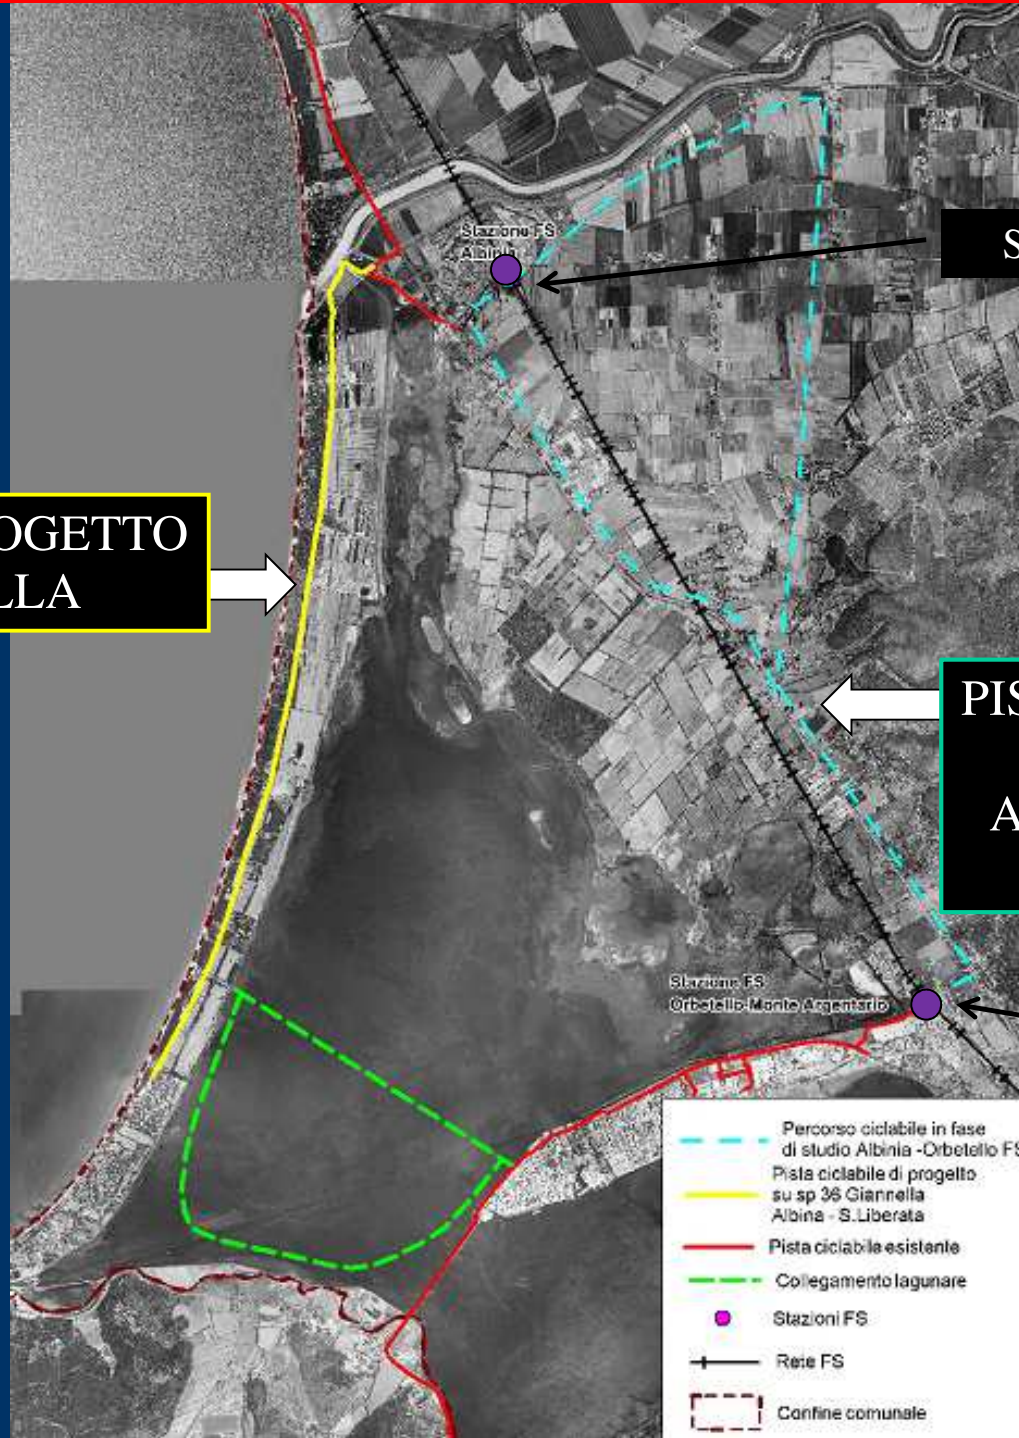 Stazione FS
Albinia
S
OGETTO
LLA
PIS
A
Stazione FS
Orbetello-Monte Argentario
Percorso ciclabile in fase
di studio Albinia -Orbetello FS
Pista ciclabile di progetto
su sp 36 Giannella
Albina - S.Liberata
Pista ciclabile esistente
Collegamento lagunare
Stazioni FS
Rete FS
Confine comunale